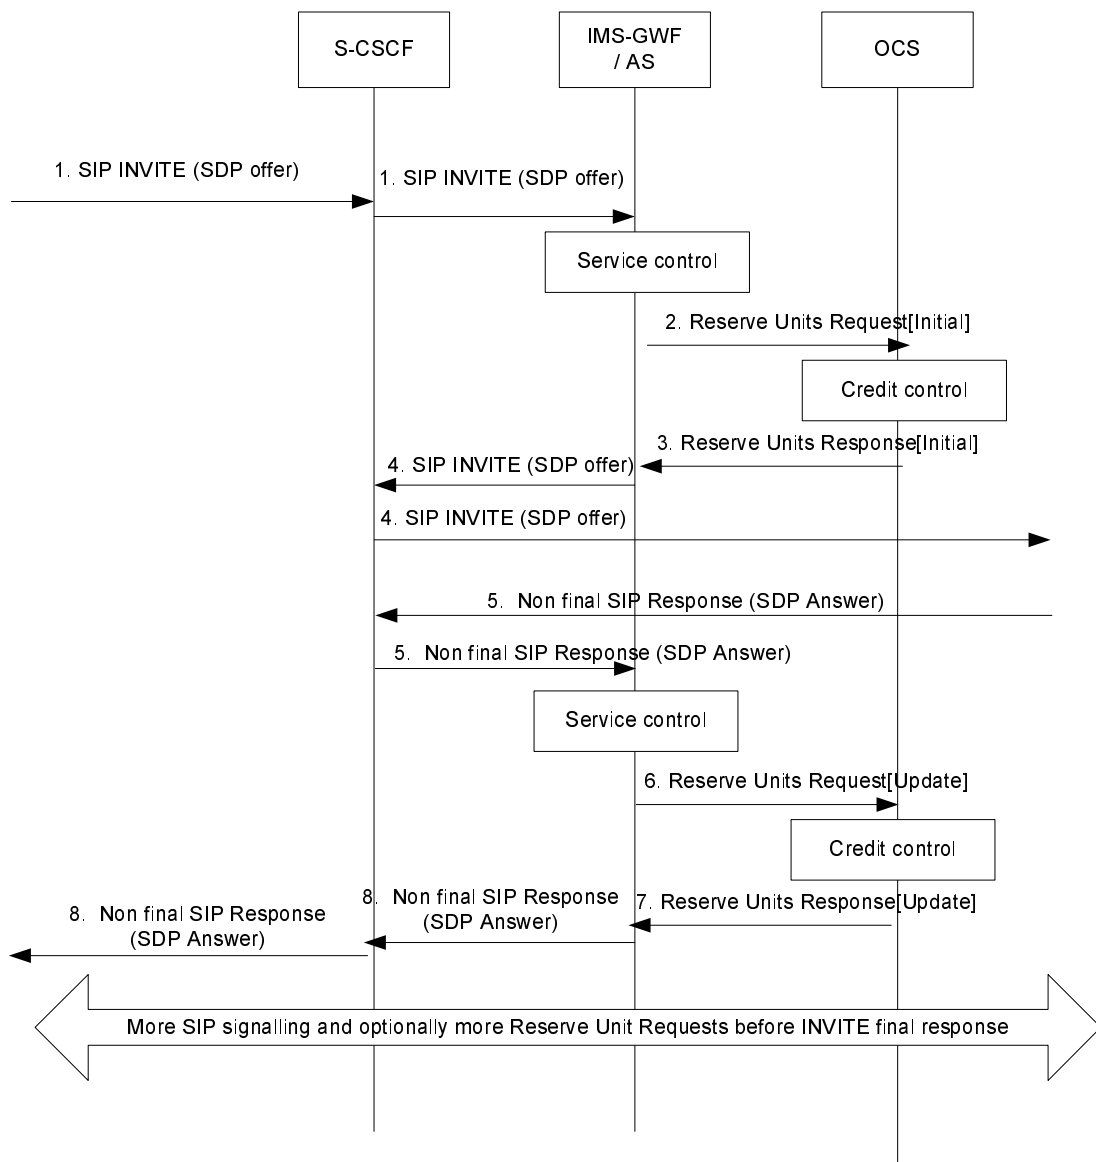 S-CSCF
IMS-GWF
/ AS
OCS
1. SIP INVITE (SDP offer)
1. SIP INVITE (SDP offer)
Service control
2. Reserve Units Request[Initial]
Credit control
3. Reserve Units Response[Initial]
4. SIP INVITE (SDP offer)
4. SIP INVITE (SDP offer)
5. Non final SIP Response (SDP Answer)
5. Non final SIP Response (SDP Answer)
Service control
6. Reserve Units Request[Update]
Credit control
8. Non final SIP Response
(SDP Answer)
7. Reserve Units Response[Update]
8. Non final SIP Response
(SDP Answer)
More SIP signalling and optionally more Reserve Unit Requests before INVITE final response